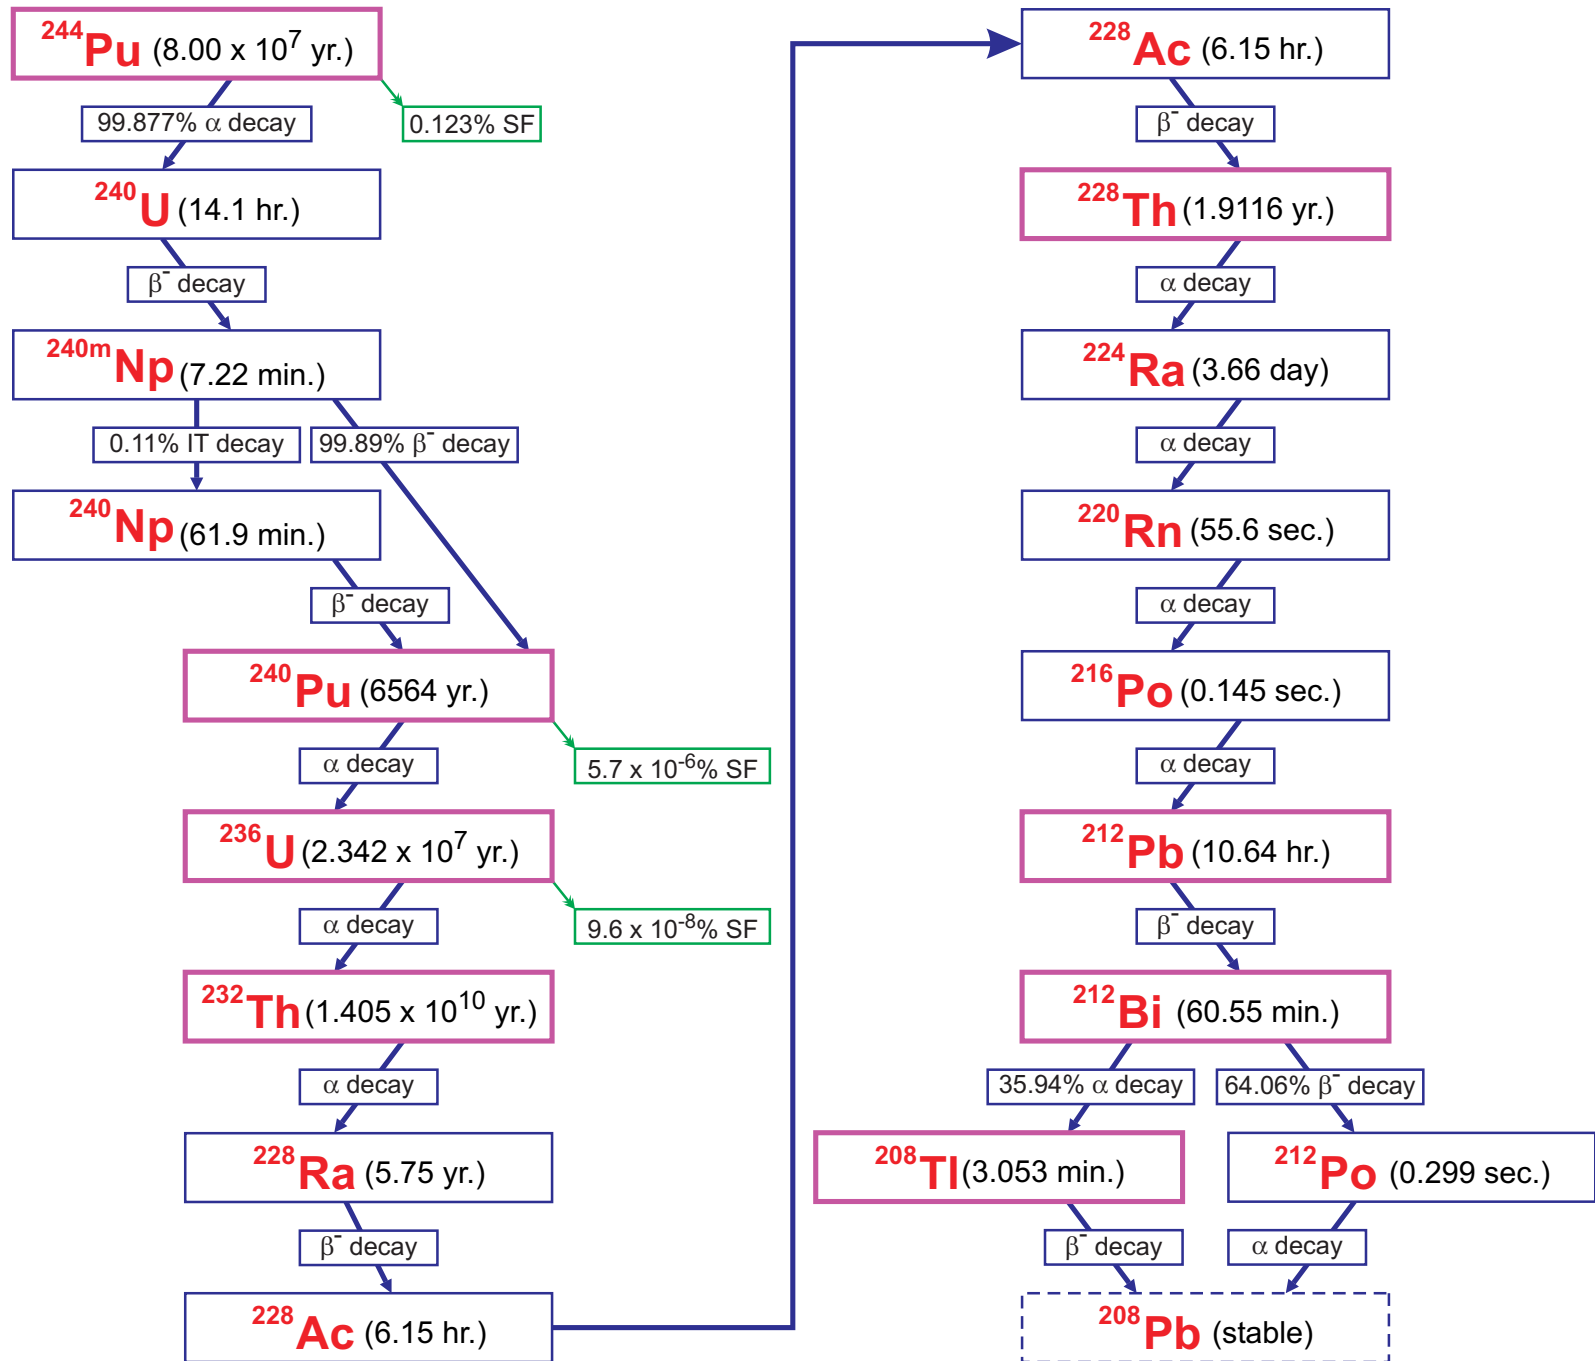 ²⁴⁴Pu (8.00 x 10⁷ yr.)
99.877% α decay
0.123% SF
²⁴⁰U (14.1 hr.)
β⁻ decay
²⁴⁰ᵐNp (7.22 min.)
0.11% IT decay
99.89% β⁻ decay
²⁴⁰Np (61.9 min.)
β⁻ decay
²⁴⁰Pu (6564 yr.)
α decay
5.7 x 10⁻⁶% SF
²³⁶U (2.342 x 10⁷ yr.)
α decay
9.6 x 10⁻⁸% SF
²³²Th (1.405 x 10¹⁰ yr.)
α decay
²²⁸Ra (5.75 yr.)
β⁻ decay
²²⁸Ac (6.15 hr.)
²²⁸Ac (6.15 hr.)
β⁻ decay
²²⁸Th (1.9116 yr.)
α decay
²²⁴Ra (3.66 day)
α decay
²²⁰Rn (55.6 sec.)
α decay
²¹⁶Po (0.145 sec.)
α decay
²¹²Pb (10.64 hr.)
β⁻ decay
²¹²Bi (60.55 min.)
35.94% α decay
64.06% β⁻ decay
²⁰⁸Tl (3.053 min.)
²¹²Po (0.299 sec.)
β⁻ decay
α decay
²⁰⁸Pb (stable)